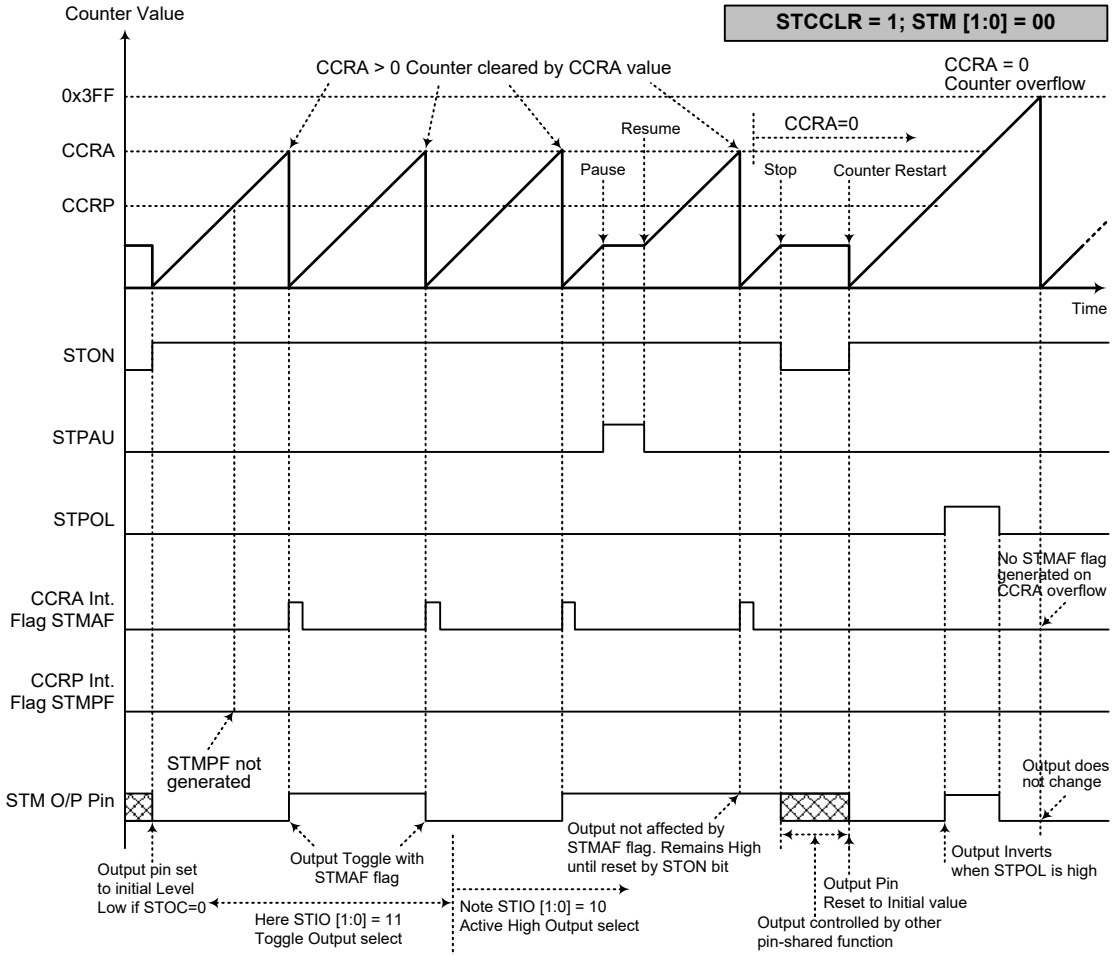 Counter Value
STCCLR = 1; STM [1:0] = 00
CCRA > 0 Counter cleared by CCRA value
CCRA = 0
Counter overflow
0x3FF
CCRA=0
Resume
CCRA
Pause
Stop
Counter Restart
CCRP
Time
STON
STPAU
STPOL
No STMAF flag
generated on
CCRA overflow
CCRA Int.
Flag STMAF
CCRP Int.
Flag STMPF
STMPF not
generated
Output does
not change
STM O/P Pin
Output pin set
to initial Level
Low if STOC=0
Output Toggle with
STMAF flag
Output not affected by
STMAF flag. Remains High
until reset by STON bit
Output Inverts
when STPOL is high
Output Pin
Reset to Initial value
Here STIO [1:0] = 11
Toggle Output select
Note STIO [1:0] = 10
Active High Output select
Output controlled by other
pin-shared function